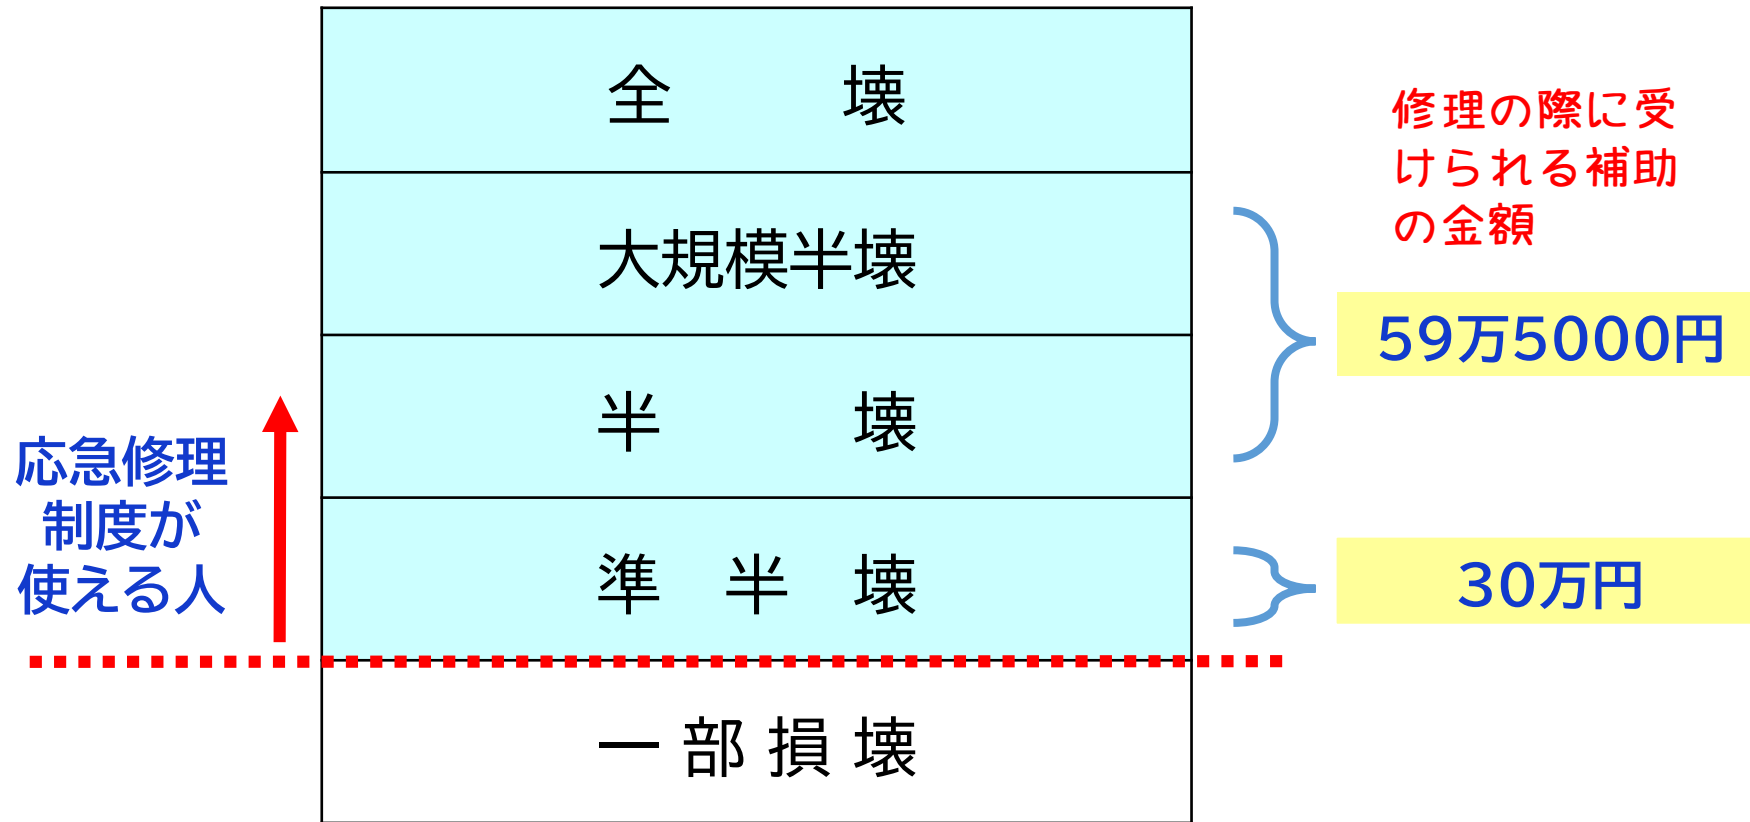 全　壊
修理の際に受
けられる補助
の金額
大規模半壊
59万5000円
半　壊
応急修理
制度が
使える人
準　半　壊
30万円
一部損壊